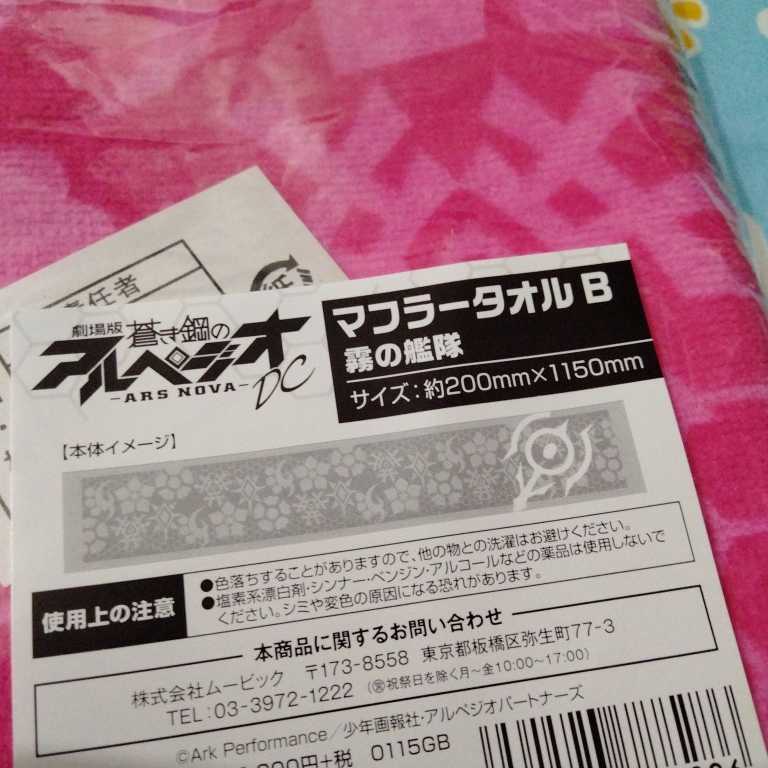 責任者
紙
劇場版 蒼き鋼の
アルペジオ
-ARS NOVA- DC
マフラータオル B
霧の艦隊
サイズ:約200mm×1150mm
【本体イメージ】
使用上の注意
●色落ちすることがありますので、他の物との洗濯はお避けください。
●塩素系漂白剤・シンナー・ベンジン・アルコールなどの薬品は使用しないで
ください。シミや変色の原因になる恐れがあります。
本商品に関するお問い合わせ
株式会社ムービック 〒173-8558 東京都板橋区弥生町77-3
TEL:03-3972-1222 (祝祭日を除く月~金10:00~17:00)
©Ark Performance/少年画報社・アルペジオパートナーズ
000円+税 0115GB